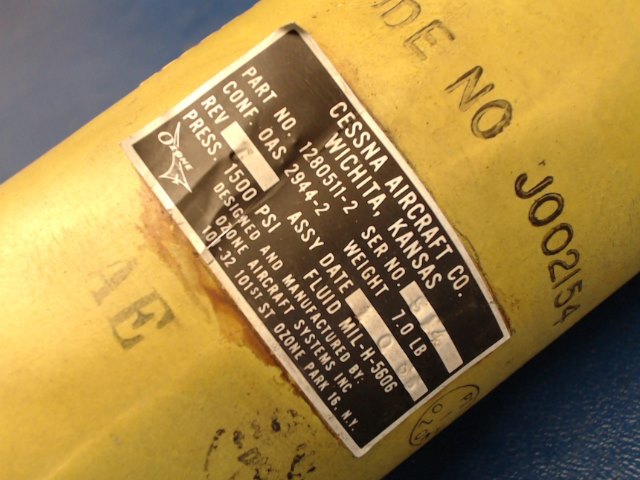 CESSNA AIRCRAFT CO.
WICHITA, KANSAS
PART NO. 1280511-2 SER NO. 514
CONF. OAS 2944-2 WEIGHT 7.0 LB
REV ASSY DATE
PRESS. 1500 PSI FLUID MIL-H-5606
DESIGNED AND MANUFACTURED BY:
OZONE AIRCRAFT SYSTEMS INC
101-32 101ST ST OZONE PARK 16, N.Y.
OZONE
DE NO J002154
AE